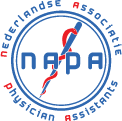 nederlandse Associatie
NAPA
physician Assistants